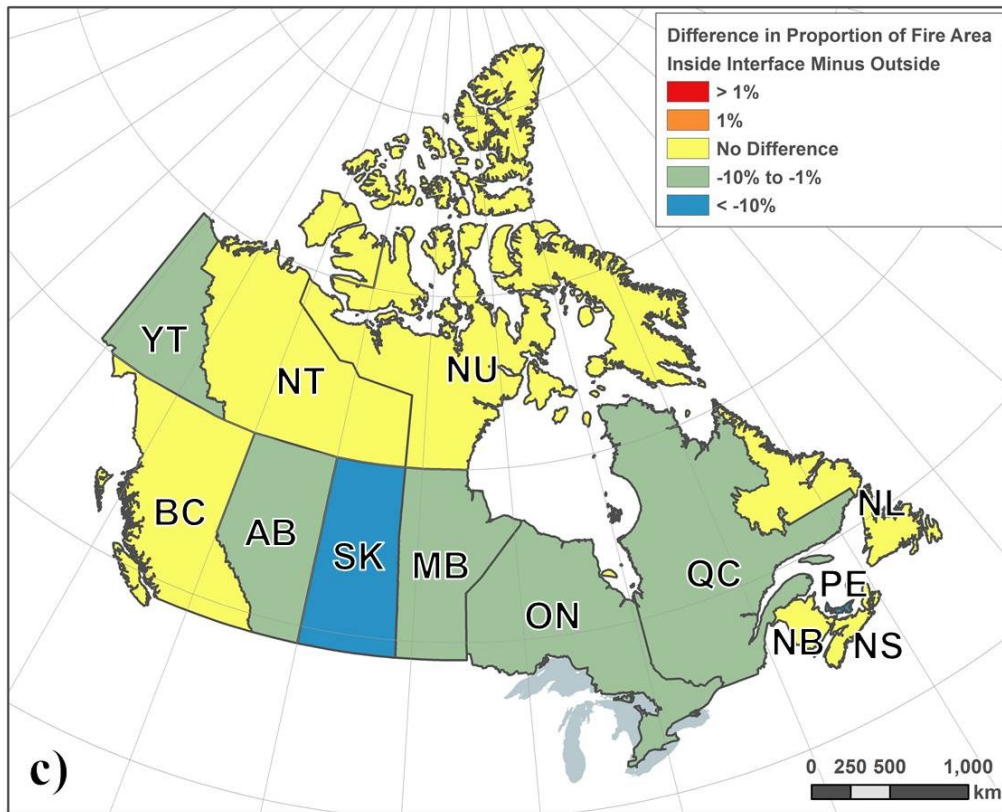 Difference in Proportion of Fire Area
Inside Interface Minus Outside
> 1%
1%
No Difference
-10% to -1%
< -10%
YT
NT
NU
BC
AB
SK
MB
ON
QC
NL
PE
NB
NS
c)
0 250 500 1,000
km